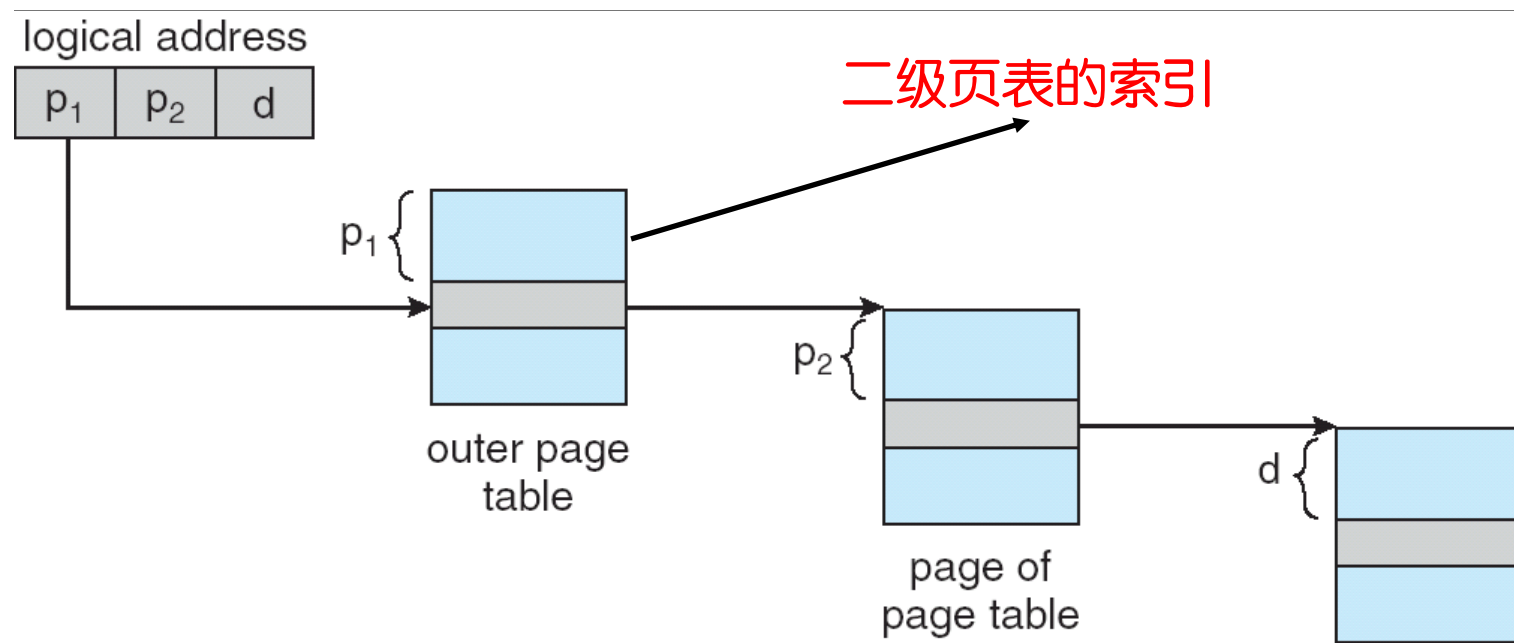 logical address
p₁ p₂ d
二级页表的索引
p₁
outer page
table
p₂
page of
page table
d